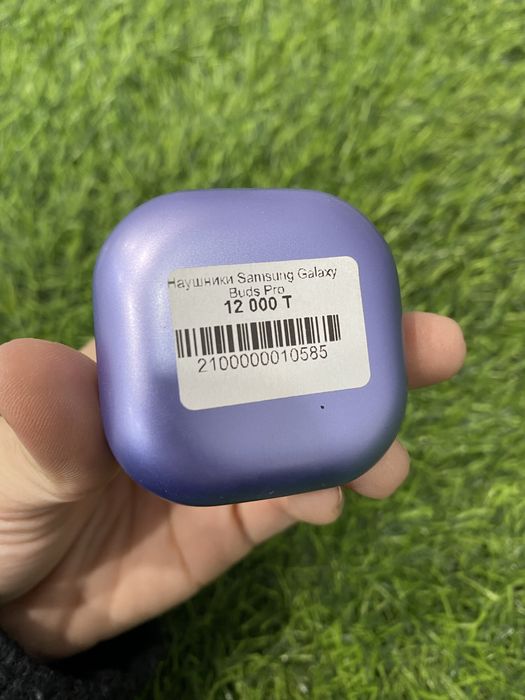 Наушники Samsung Galaxy
Buds Pro
12 000 T
2100000010585